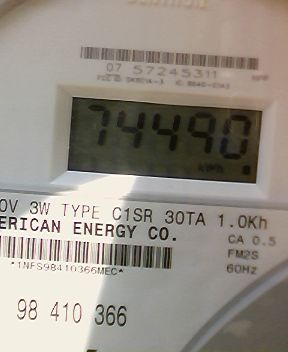 07 57245311
74490
0V 3W TYPE C1SR 30TA 1.0Kh
ERICAN ENERGY CO.
CA 0.5
FM2S
60Hz
*1NFS98410366MEC*
98 410 366